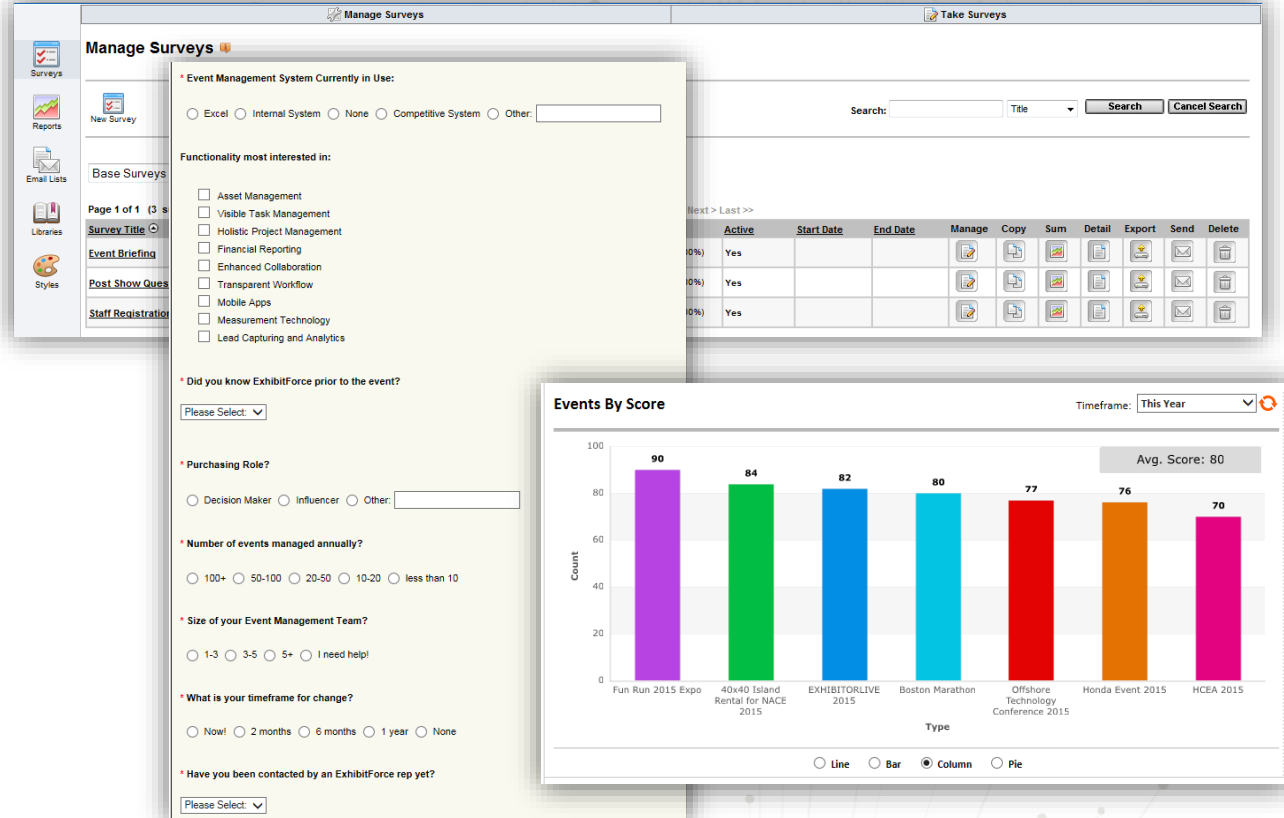 Manage Surveys
Take Surveys
Surveys
Reports
Email Lists
Libraries
Styles
Manage Surveys
New Survey
Search: Title Search Cancel Search
Base Surveys
Page 1 of 1 (3
Next > Last >>
Survey Title Active Start Date End Date Manage Copy Sum Detail Export Send Delete
Event Briefing 0%) Yes
Post Show Ques 0%) Yes
Staff Registration 0%) Yes
* Event Management System Currently in Use:
Excel Internal System None Competitive System Other:
Functionality most interested in:
Asset Management
Visible Task Management
Holistic Project Management
Financial Reporting
Enhanced Collaboration
Transparent Workflow
Mobile Apps
Measurement Technology
Lead Capturing and Analytics
* Did you know ExhibitForce prior to the event?
Please Select:
* Purchasing Role?
Decision Maker Influencer Other:
* Number of events managed annually?
100+ 50-100 20-50 10-20 less than 10
* Size of your Event Management Team?
1-3 3-5 5+ I need help!
* What is your timeframe for change?
Now! 2 months 6 months 1 year None
* Have you been contacted by an ExhibitForce rep yet?
Please Select:
Events By Score
Timeframe: This Year
Avg. Score: 80
100
80
60
40
20
0
Count
90
84
82
80
77
76
70
Fun Run 2015 Expo
40x40 Island
Rental for NACE
2015
EXHIBITORLIVE
2015
Boston Marathon
Offshore
Technology
Conference 2015
Honda Event 2015
HCEA 2015
Type
Line Bar Column Pie